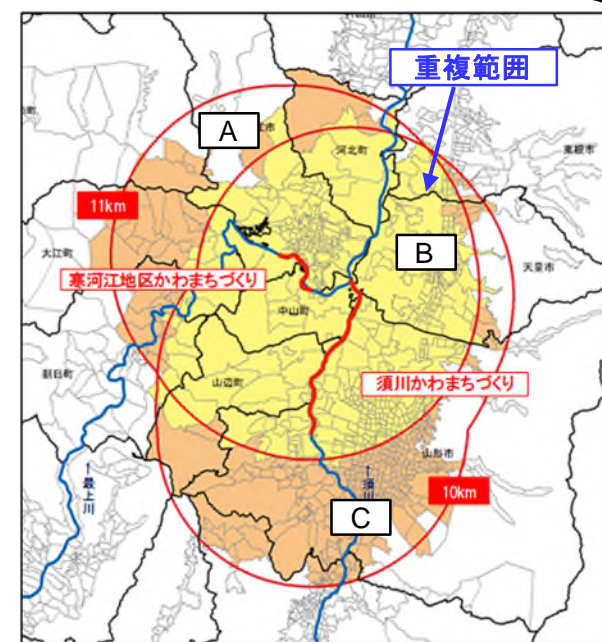 重複範囲
A
江市
河北町
東根市
11km
大江町
B
天童市
寒河江地区かわまちづくり
中山町
朝日町
山辺町
須川かわまちづくり
山形市
←最上川
←須川
10km
C